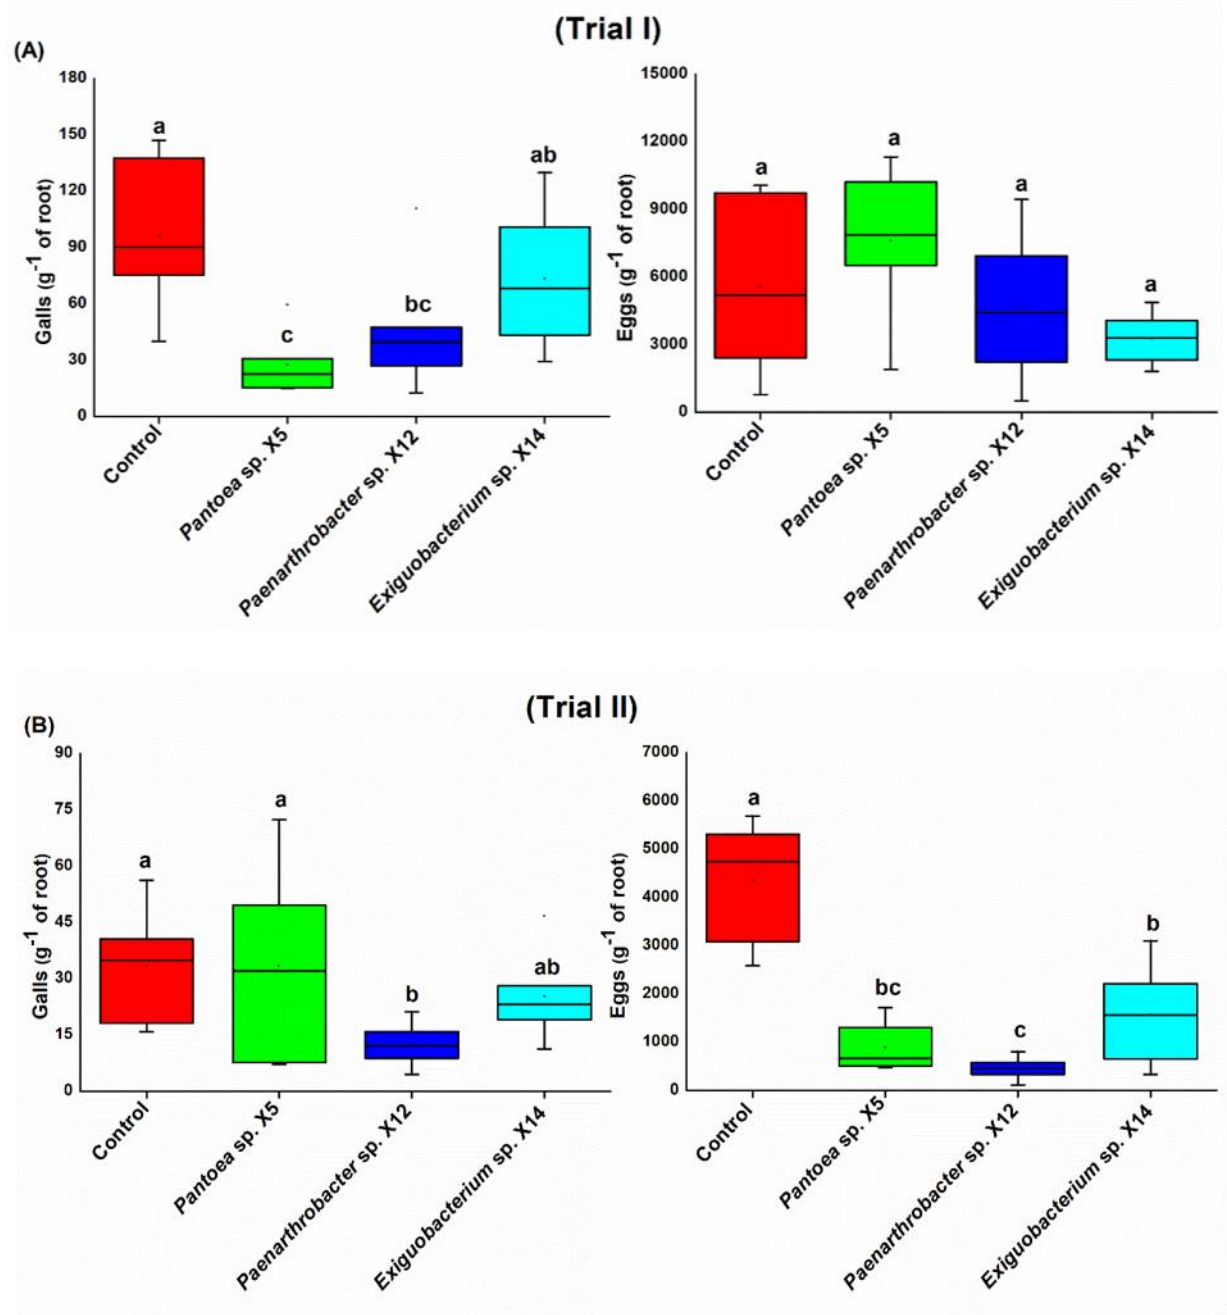 (Trial I)
(A)
180
150
120
90
60
30
0
Galls (g-1 of root)
a
c
bc
ab
Control
Pantoea sp. X5
Paenarthrobacter sp. X12
Exiguobacterium sp. X14
15000
12000
9000
6000
3000
0
Eggs (g-1 of root)
a
a
a
a
Control
Pantoea sp. X5
Paenarthrobacter sp. X12
Exiguobacterium sp. X14
(Trial II)
(B)
90
75
60
45
30
15
0
Galls (g-1 of root)
a
a
b
ab
Control
Pantoea sp. X5
Paenarthrobacter sp. X12
Exiguobacterium sp. X14
7000
6000
5000
4000
3000
2000
1000
0
Eggs (g-1 of root)
a
bc
c
b
Control
Pantoea sp. X5
Paenarthrobacter sp. X12
Exiguobacterium sp. X14